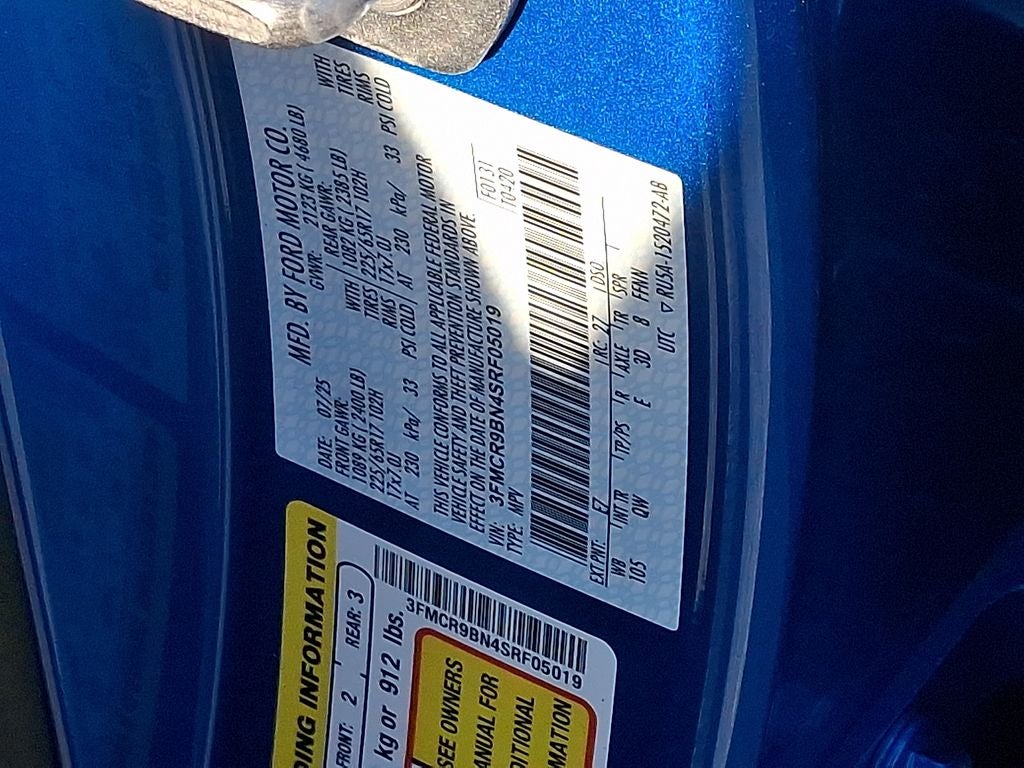 MFD. BY FORD MOTOR CO.
DATE: 07/25 GVWR: 2123 KG ( 4680 LB)
FRONT GAWR: REAR GAWR:
1089 KG ( 2400 LB) WITH 1082 KG ( 2385 LB) WITH
225/65R17 102H TIRES 225/65R17 102H TIRES
17x7.0J RIMS 17x7.0J RIMS
AT 230 kPa/ 33 PSI COLD AT 230 kPa/ 33 PSI COLD
THIS VEHICLE CONFORMS TO ALL APPLICABLE FEDERAL MOTOR
VEHICLE SAFETY AND THEFT PREVENTION STANDARDS IN
EFFECT ON THE DATE OF MANUFACTURE SHOWN ABOVE.
VIN: 3FMCR9BN4SRF05019 F0131
TYPE: MPV T0420
EXT PNT: EZ RC: 27 DSO:
WB INT TR TP/PS R AXLE TR SPR
105 QW E 3D 8 FFNN
UTC ▽ RUSA-1520472-AB
DING INFORMATION
FRONT: 2 REAR: 3
kg or 912 lbs.
3FMCR9BN4SRF05019
SEE OWNERS
MANUAL FOR
DITIONAL
MATION